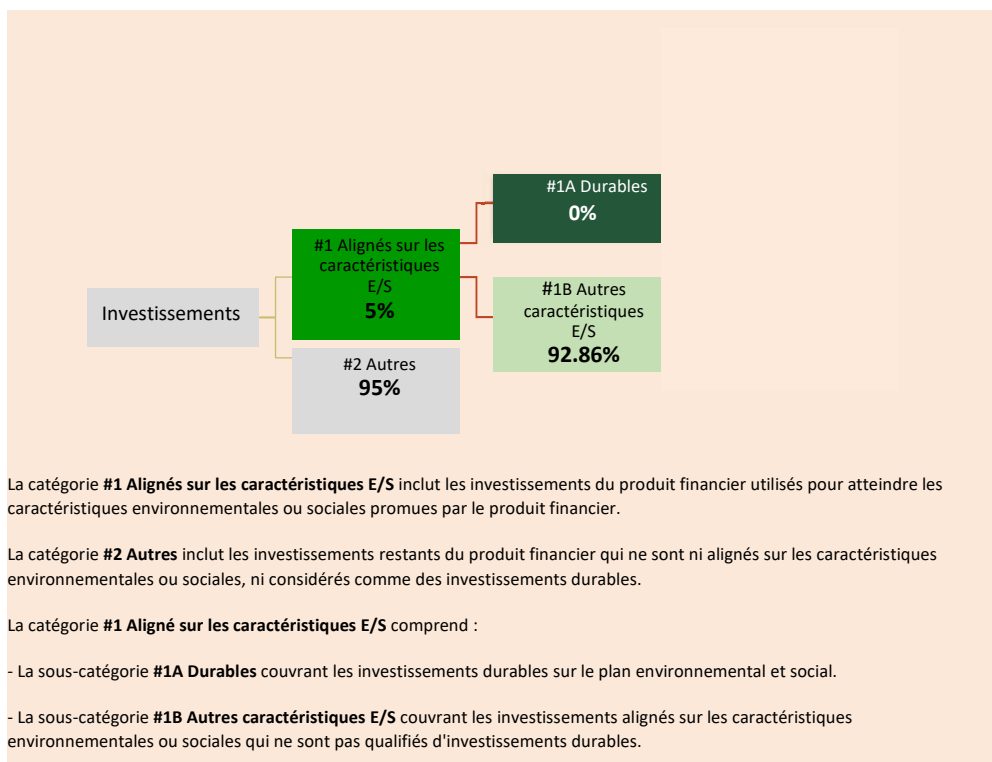 #1A Durables
0%
#1 Alignés sur les
caractéristiques
E/S
5%
Investissements
#1B Autres
caractéristiques
E/S
92.86%
#2 Autres
95%
La catégorie #1 Alignés sur les caractéristiques E/S inclut les investissements du produit financier utilisés pour atteindre les
caractéristiques environnementales ou sociales promues par le produit financier.
La catégorie #2 Autres inclut les investissements restants du produit financier qui ne sont ni alignés sur les caractéristiques
environnementales ou sociales, ni considérés comme des investissements durables.
La catégorie #1 Aligné sur les caractéristiques E/S comprend :
- La sous-catégorie #1A Durables couvrant les investissements durables sur le plan environnemental et social.
- La sous-catégorie #1B Autres caractéristiques E/S couvrant les investissements alignés sur les caractéristiques
environnementales ou sociales qui ne sont pas qualifiés d'investissements durables.